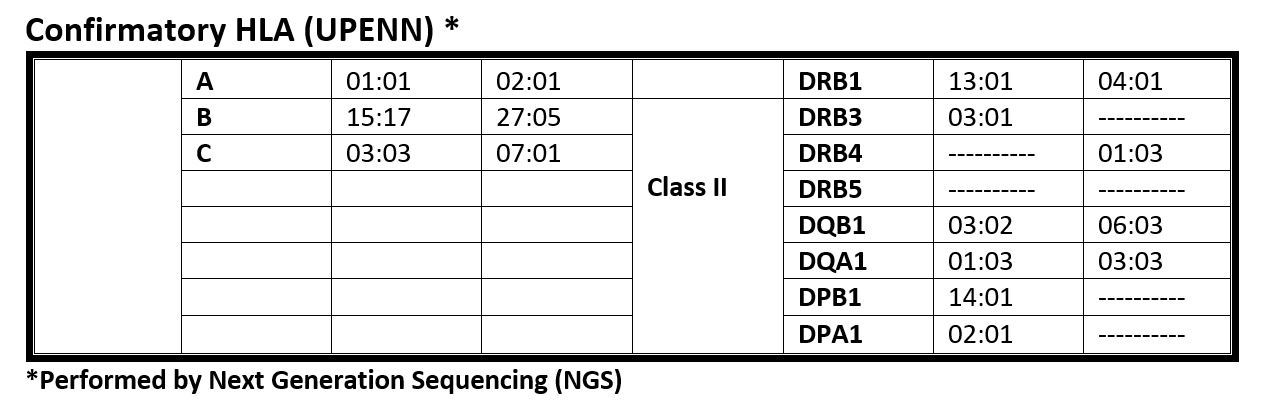 Confirmatory HLA (UPENN) *
A 01:01 02:01 DRB1 13:01 04:01
B 15:17 27:05 DRB3 03:01 ----------
C 03:03 07:01 DRB4 ---------- 01:03
Class II DRB5 ---------- ----------
DQB1 03:02 06:03
DQA1 01:03 03:03
DPB1 14:01 ----------
DPA1 02:01 ----------
*Performed by Next Generation Sequencing (NGS)